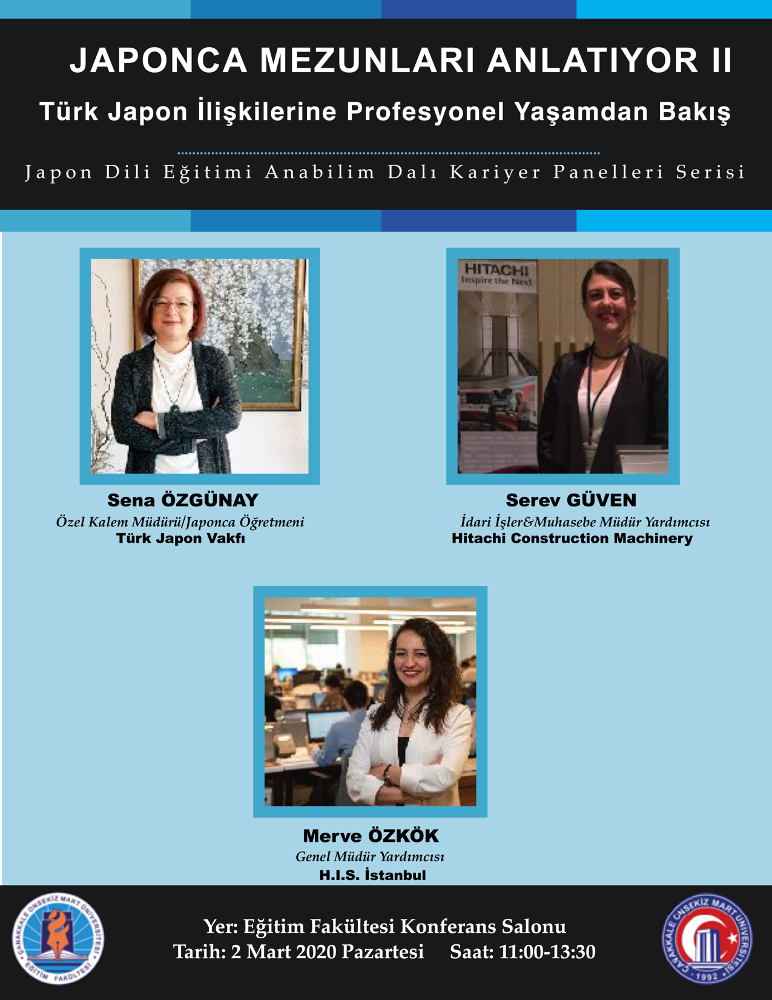 JAPONCA MEZUNLARI ANLATIYOR II
Türk Japon İlişkilerine Profesyonel Yaşamdan Bakış
Japon Dili Eğitimi Anabilim Dalı Kariyer Panelleri Serisi
HITACHI
Inspire the Next
Sena ÖZGÜNAY
Özel Kalem Müdürü/Japonca Öğretmeni
Türk Japon Vakfı
Serev GÜVEN
İdari İşler&Muhasebe Müdür Yardımcısı
Hitachi Construction Machinery
Merve ÖZKÖK
Genel Müdür Yardımcısı
H.I.S. İstanbul
Yer: Eğitim Fakültesi Konferans Salonu
Tarih: 2 Mart 2020 Pazartesi Saat: 11:00-13:30
ÇANAKKALE ONSEKİZ MART ÜNİVERSİTESİ
EĞİTİM FAKÜLTESİ
ÇANAKKALE ONSEKİZ MART ÜNİVERSİTESİ
1992